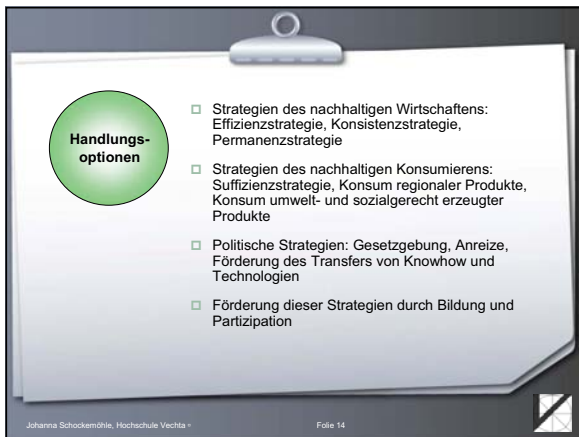 Handlungs-
optionen
Strategien des nachhaltigen Wirtschaftens:
Effizienzstrategie, Konsistenzstrategie,
Permanenzstrategie
Strategien des nachhaltigen Konsumierens:
Suffizienzstrategie, Konsum regionaler Produkte,
Konsum umwelt- und sozialgerecht erzeugter
Produkte
Politische Strategien: Gesetzgebung, Anreize,
Förderung des Transfers von Knowhow und
Technologien
Förderung dieser Strategien durch Bildung und
Partizipation
Johanna Schockemöhle, Hochschule Vechta
Folie 14